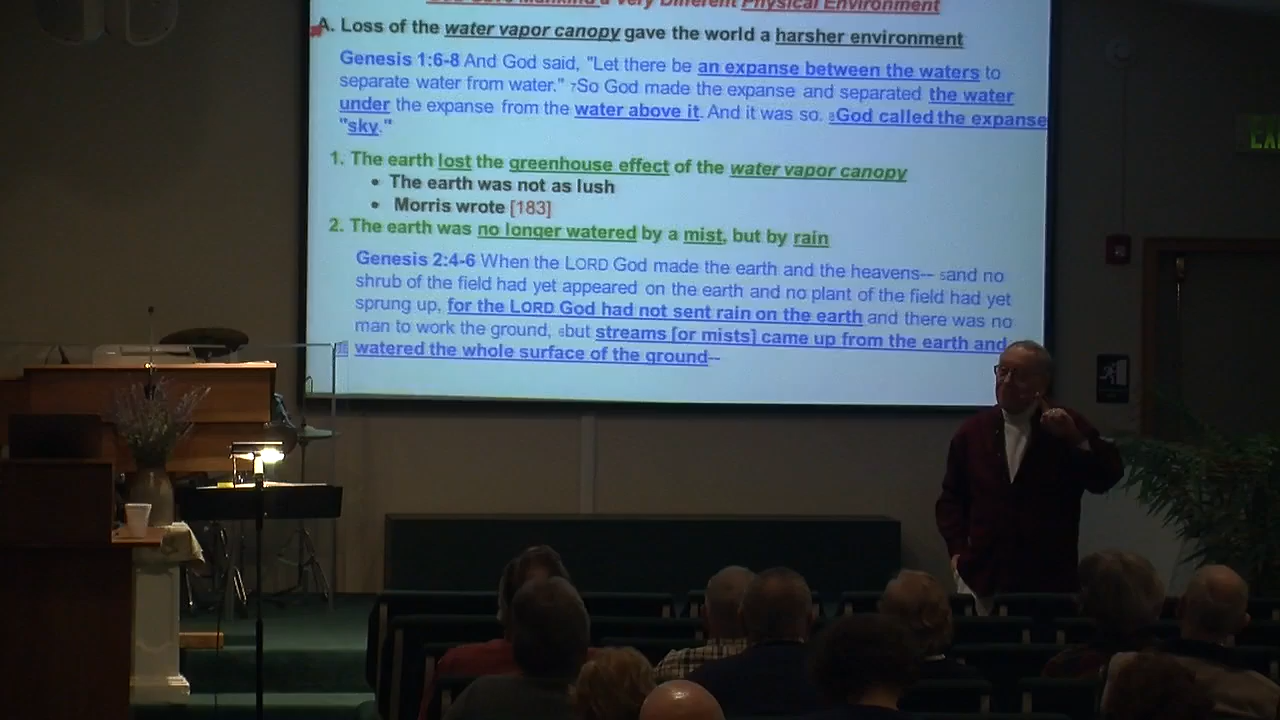 God Gave Mankind a Very Different Physical Environment
A. Loss of the water vapor canopy gave the world a harsher environment
Genesis 1:6-8 And God said, "Let there be an expanse between the waters to
separate water from water." 7So God made the expanse and separated the water
under the expanse from the water above it. And it was so. 8God called the expanse
"sky."
1. The earth lost the greenhouse effect of the water vapor canopy
• The earth was not as lush
• Morris wrote [183]
2. The earth was no longer watered by a mist, but by rain
Genesis 2:4-6 When the LORD God made the earth and the heavens-- 5and no
shrub of the field had yet appeared on the earth and no plant of the field had yet
sprung up, for the LORD God had not sent rain on the earth and there was no
man to work the ground, 6but streams [or mists] came up from the earth and
watered the whole surface of the ground--